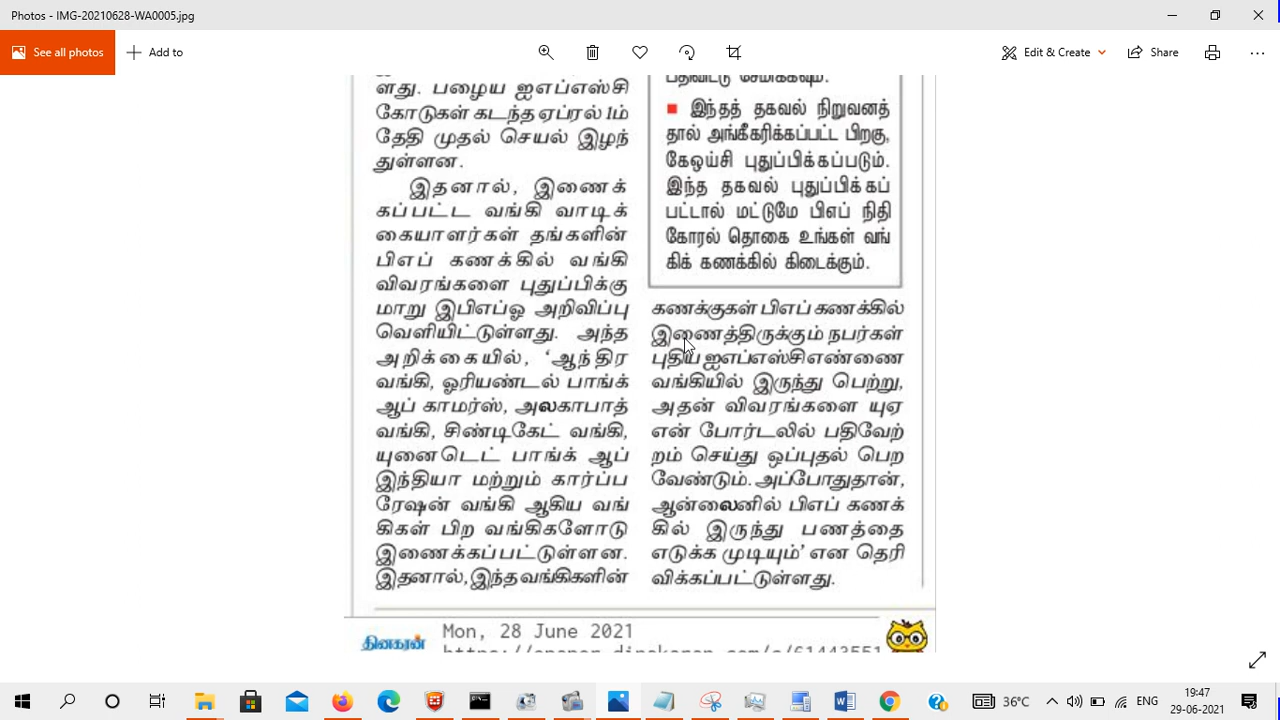 Photos - IMG-20210628-WA0005.jpg
See all photos
Add to
Edit & Create
Share
ளது. பழைய ஐஎப்எஸ்சி
கோடுகள் கடந்த ஏப்ரல் 1ம்
தேதி முதல் செயல் இழந்
துள்ளன.
இதனால், இணைக்
கப்பட்ட வங்கி வாடிக்
கையாளர்கள் தங்களின்
பிஎப் கணக்கில் வங்கி
விவரங்களை புதுப்பிக்கு
மாறு இபிஎப்ஓ அறிவிப்பு
வெளியிட்டுள்ளது. அந்த
அறிக்கையில், ‘ஆந்திர
வங்கி, ஓரியண்டல் பாங்க்
ஆப் காமர்ஸ், அலகாபாத்
வங்கி, சிண்டிகேட் வங்கி,
யுனைடெட் பாங்க் ஆப்
இந்தியா மற்றும் கார்ப்ப
ரேஷன் வங்கி ஆகிய வங்
கிகள் பிற வங்கிகளோடு
இணைக்கப்பட்டுள்ளன.
இதனால், இந்த வங்கிகளின்
பதிவிட்டு சேமிக்கவும்.
■ இந்தத் தகவல் நிறுவனத்
தால் அங்கீகரிக்கப்பட்ட பிறகு,
கேஒய்சி புதுப்பிக்கப்படும்.
இந்த தகவல் புதுப்பிக்கப்
பட்டால் மட்டுமே பிஎப் நிதி
கோரல் தொகை உங்கள் வங்
கிக் கணக்கில் கிடைக்கும்.
கணக்குகள் பிஎப் கணக்கில்
இணைத்திருக்கும் நபர்கள்
புதிய ஐஎப்எஸ்சி எண்ணை
வங்கியில் இருந்து பெற்று,
அதன் விவரங்களை யுஏ
என் போர்டலில் பதிவேற்
றம் செய்து ஒப்புதல் பெற
வேண்டும். அப்போதுதான்,
ஆன்லைனில் பிஎப் கணக்
கில் இருந்து பணத்தை
எடுக்க முடியும்’ என தெரி
விக்கப்பட்டுள்ளது.
தினகரன்
Mon, 28 June 2021
36°C
ENG
9:47
29-06-2021